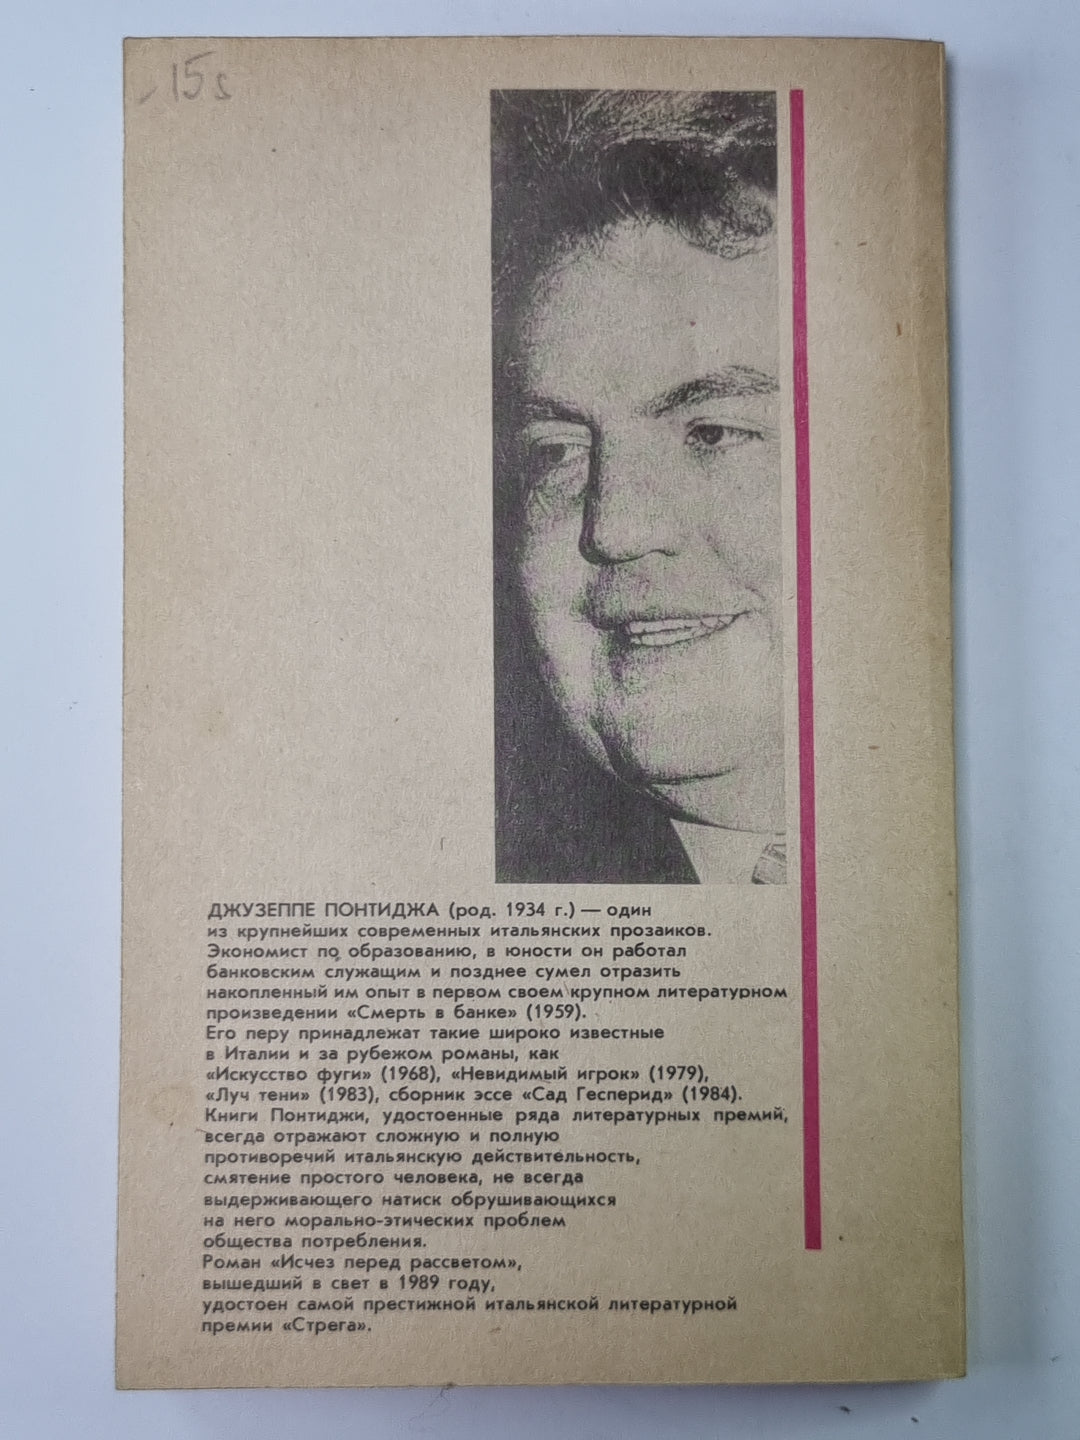 15s
ДЖУЗЕППЕ ПОНТИДЖА (род. 1934 г.) — один
из крупнейших современных итальянских прозаиков.
Экономист по образованию, в юности он работал
банковским служащим и позднее сумел отразить
накопленный им опыт в первом своем крупном литературном
произведении «Смерть в банке» (1959).
Его перу принадлежат такие широко известные
в Италии и за рубежом романы, как
«Искусство фуги» (1968), «Невидимый игрок» (1979),
«Луч тени» (1983), сборник эссе «Сад Гесперид» (1984).
Книги Понтиджи, удостоенные ряда литературных премий,
всегда отражают сложную и полную
противоречий итальянскую действительность,
смятение простого человека, не всегда
выдерживающего натиск обрушивающихся
на него морально-этических проблем
общества потребления.
Роман «Исчез перед рассветом»,
вышедший в свет в 1989 году,
удостоен самой престижной итальянской литературной
премии «Стрега».